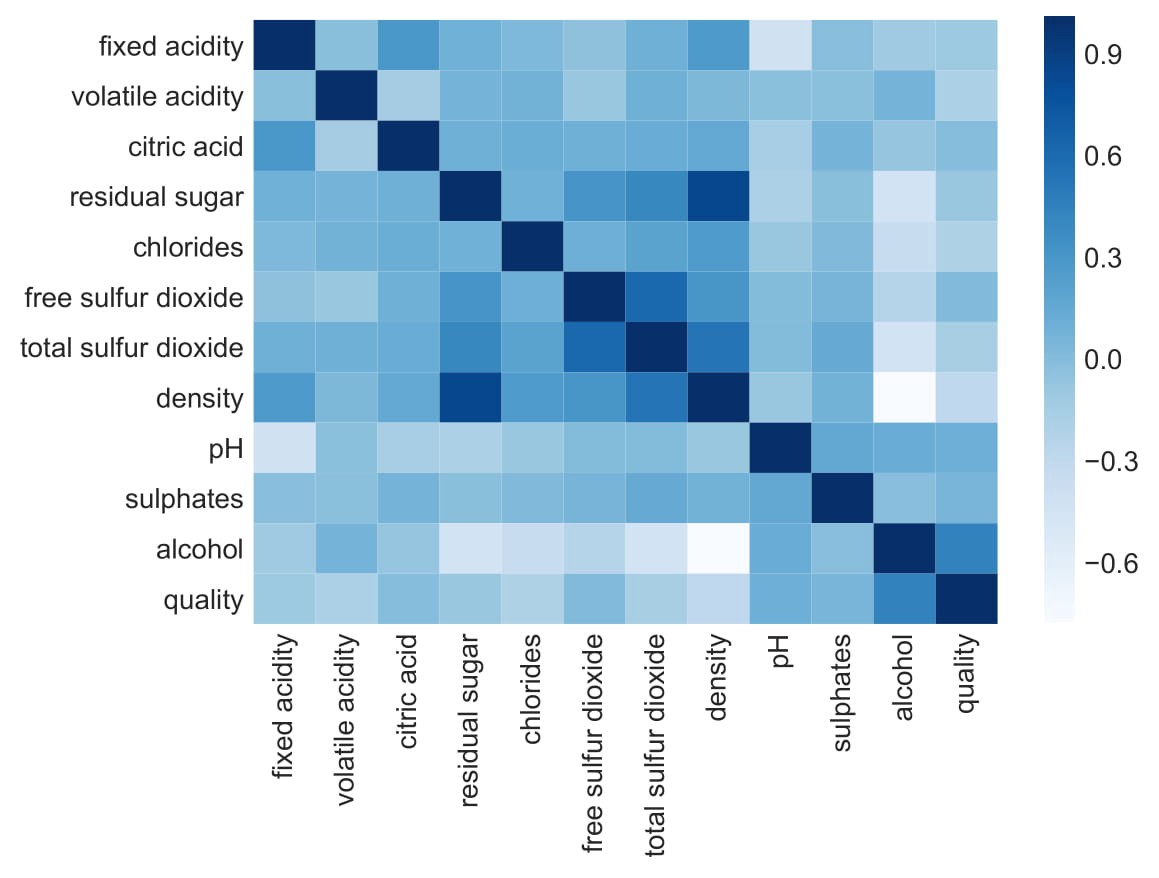 fixed acidity
volatile acidity
citric acid
residual sugar
chlorides
free sulfur dioxide
total sulfur dioxide
density
pH
sulphates
alcohol
quality
fixed acidity
volatile acidity
citric acid
residual sugar
chlorides
free sulfur dioxide
total sulfur dioxide
density
pH
sulphates
alcohol
quality
0.9
0.6
0.3
0.0
−0.3
−0.6